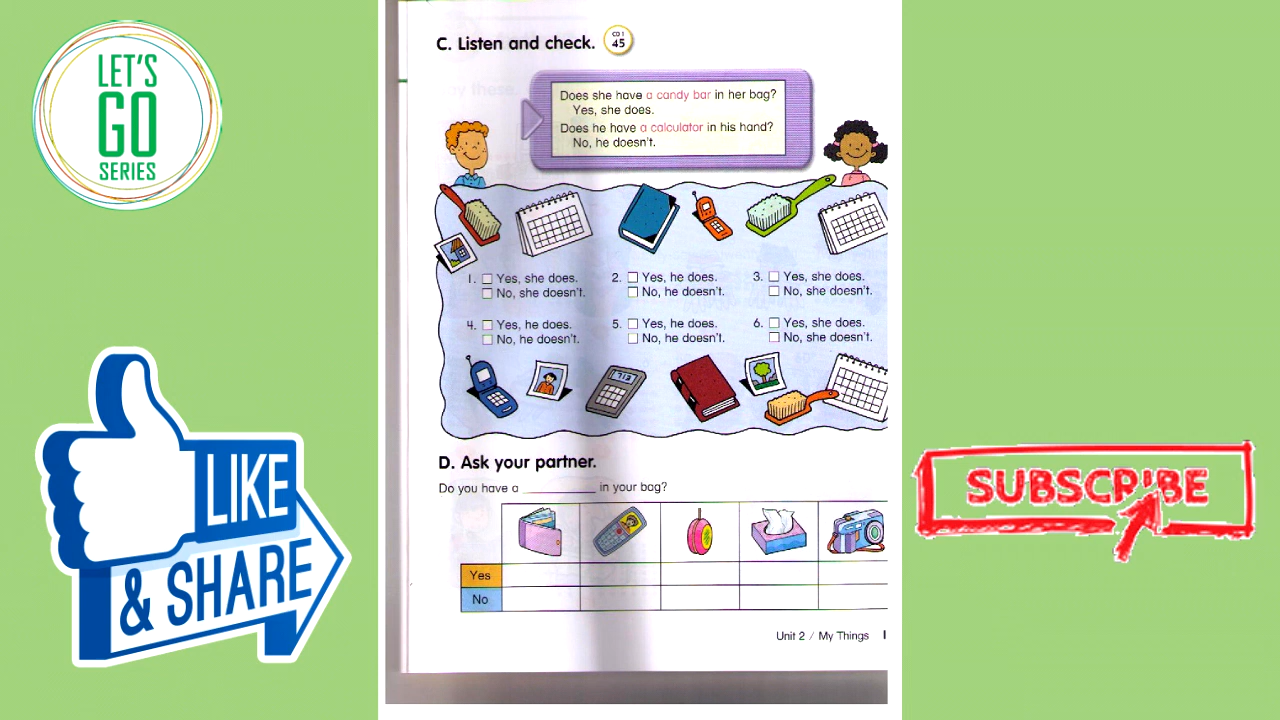 LET'S
GO
SERIES
LIKE
& SHARE
C. Listen and check.
CD 1
45
Does she have a candy bar in her bag?
Yes, she does.
Does he have a calculator in his hand?
No, he doesn't.
1. Yes, she does.
No, she doesn't.
2. Yes, he does.
No, he doesn't.
3. Yes, she does.
No, she doesn't.
4. Yes, he does.
No, he doesn't.
5. Yes, he does.
No, he doesn't.
6. Yes, she does.
No, she doesn't.
712
D. Ask your partner.
Do you have a __________ in your bag?
Yes
No
Unit 2 / My Things
SUBSCRIBE